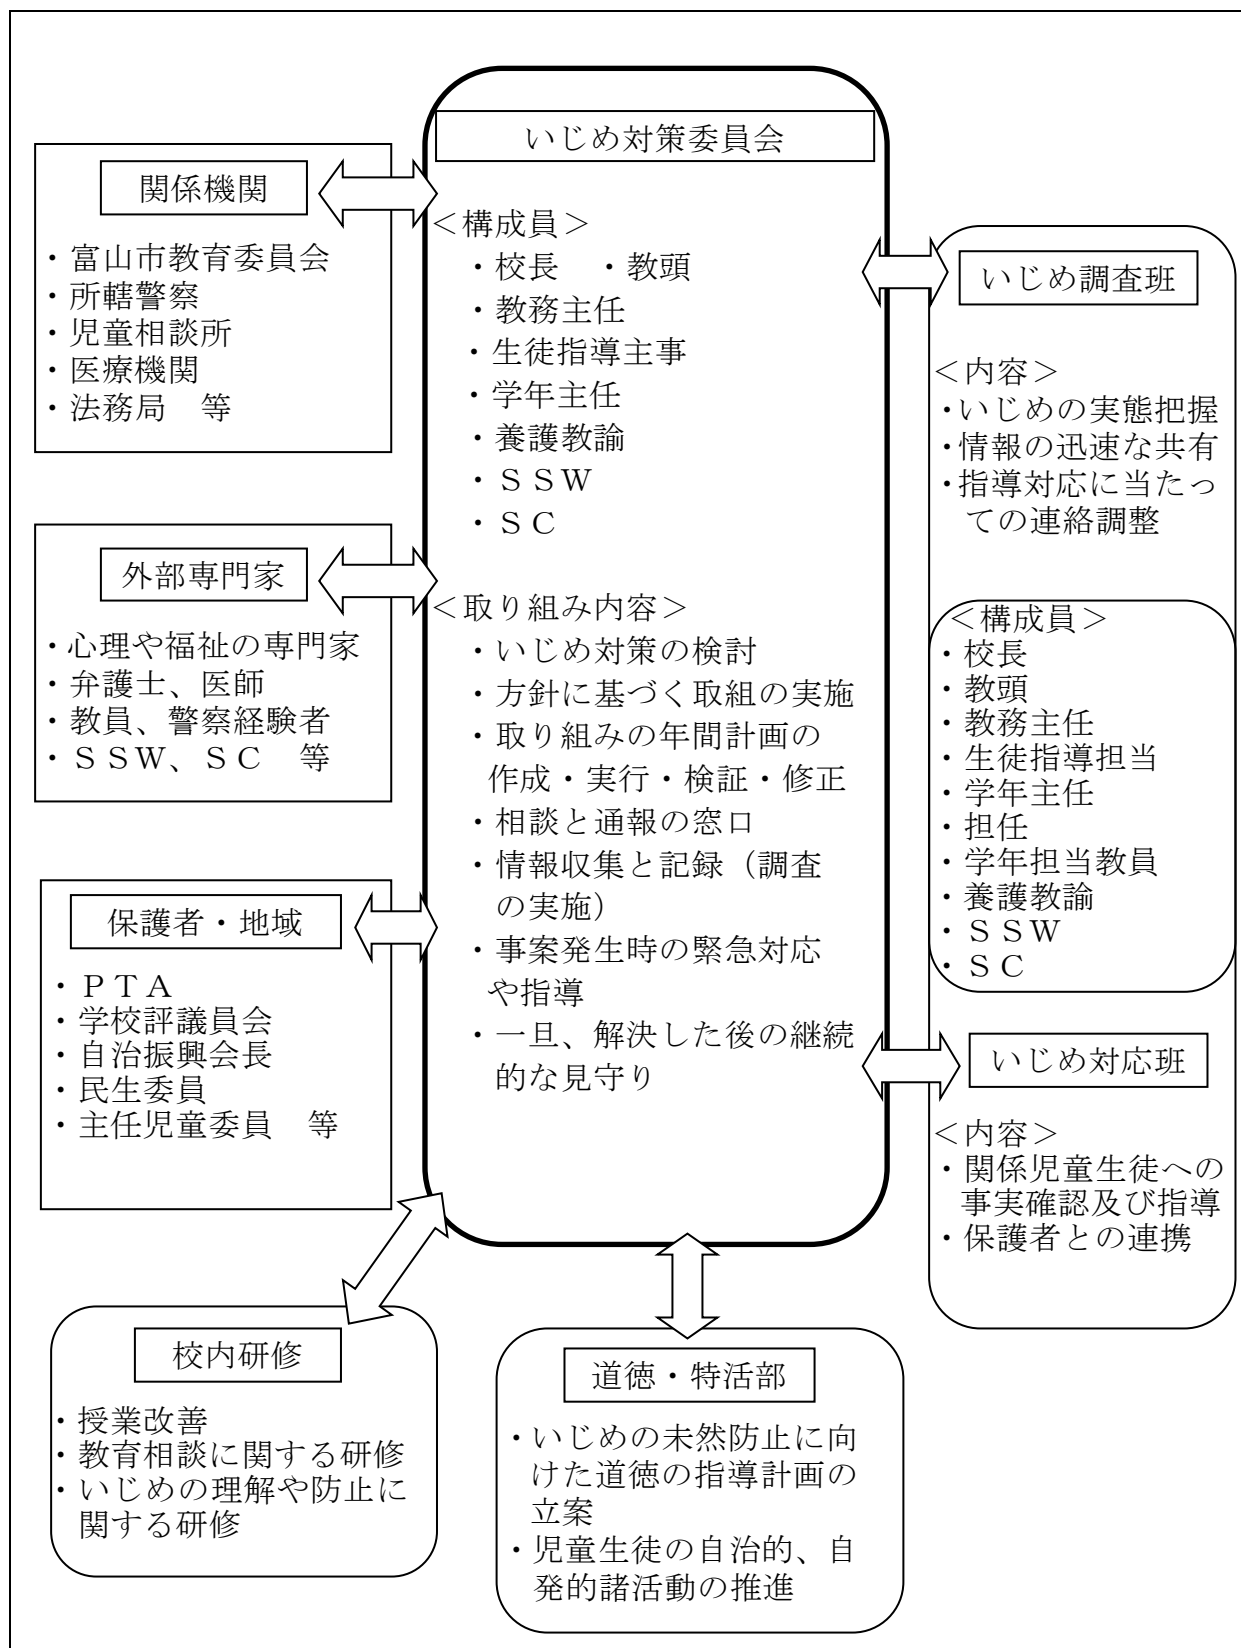 いじめ対策委員会
＜構成員＞
・校長　・教頭
・教務主任
・生徒指導主事
・学年主任
・養護教諭
・ＳＳＷ
・ＳＣ
＜取り組み内容＞
・いじめ対策の検討
・方針に基づく取組の実施
・取り組みの年間計画の
作成・実行・検証・修正
・相談と通報の窓口
・情報収集と記録（調査
の実施）
・事案発生時の緊急対応
や指導
・一旦、解決した後の継続
的な見守り
関係機関
・富山市教育委員会
・所轄警察
・児童相談所
・医療機関
・法務局　等
外部専門家
・心理や福祉の専門家
・弁護士、医師
・教員、警察経験者
・ＳＳＷ、ＳＣ　等
保護者・地域
・ＰＴＡ
・学校評議員会
・自治振興会長
・民生委員
・主任児童委員　等
いじめ調査班
＜内容＞
・いじめの実態把握
・情報の迅速な共有
・指導対応に当たっ
ての連絡調整
＜構成員＞
・校長
・教頭
・教務主任
・生徒指導担当
・学年主任
・担任
・学年担当教員
・養護教諭
・ＳＳＷ
・ＳＣ
いじめ対応班
＜内容＞
・関係児童生徒への
事実確認及び指導
・保護者との連携
校内研修
・授業改善
・教育相談に関する研修
・いじめの理解や防止に
関する研修
道徳・特活部
・いじめの未然防止に向
けた道徳の指導計画の
立案
・児童生徒の自治的、自
発的諸活動の推進